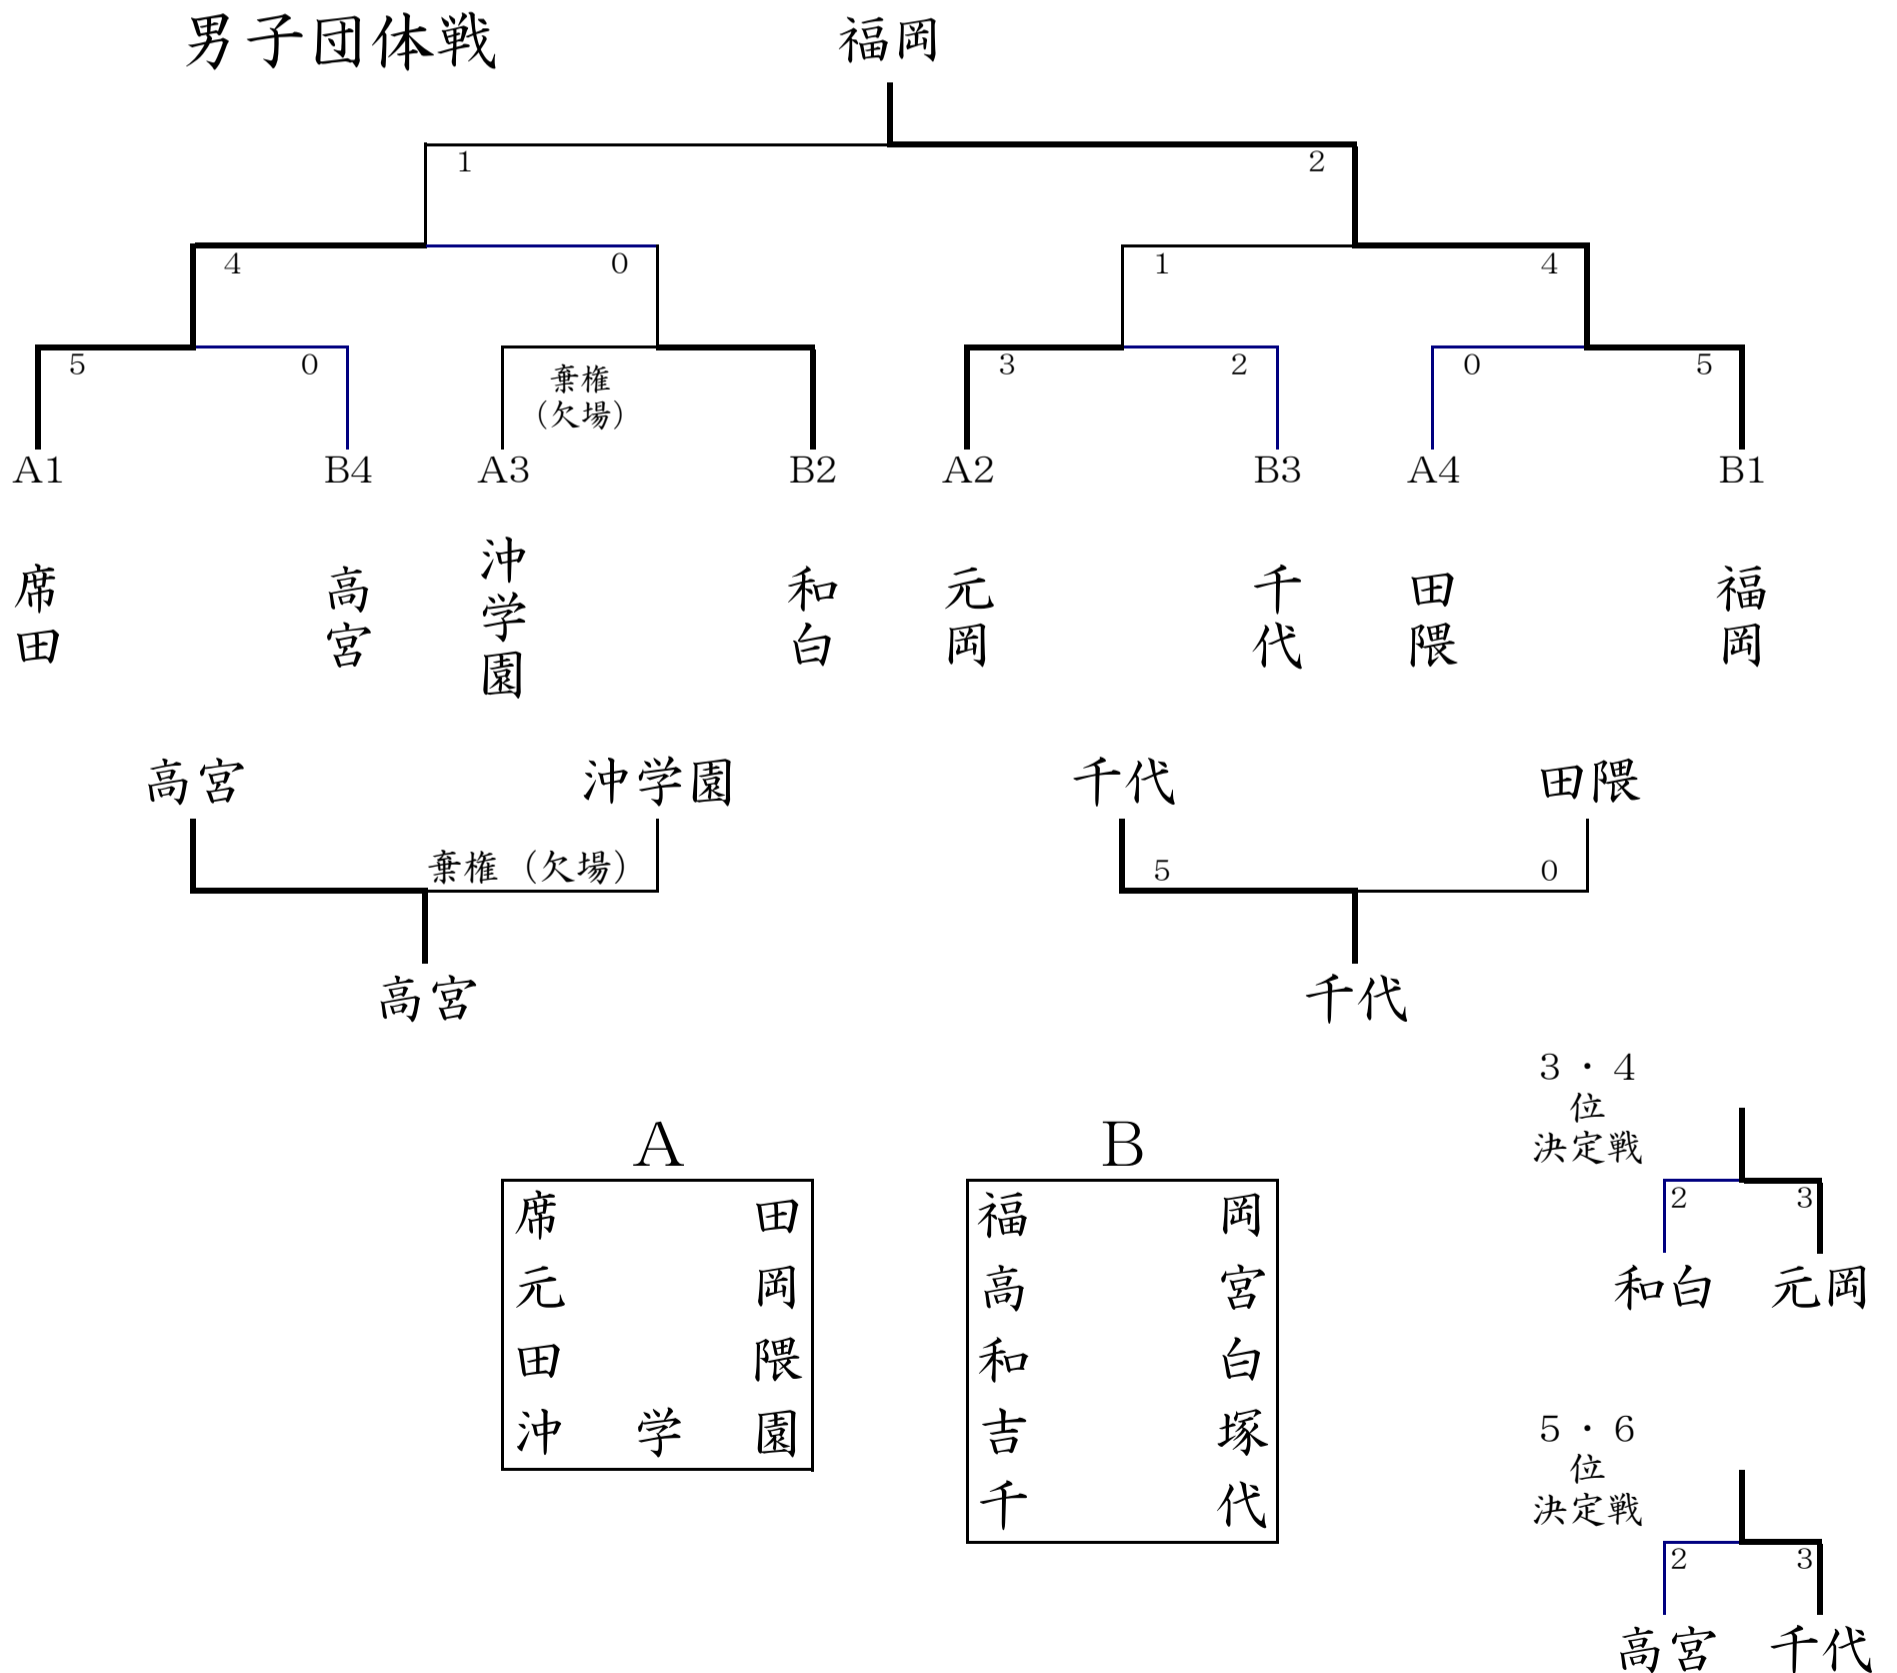 男子団体戦
福岡
1 2
4 0 1 4
5 0 3 2 0 5
棄権
（欠場）
A1 B4 A3 B2 A2 B3 A4 B1
席田 高宮 沖学園 和白 元岡 千代 田隈 福岡
高宮 沖学園 千代 田隈
棄権（欠場） 5 0
高宮 千代
3・4
位
決定戦
2 3
和白 元岡
A
席田
元岡
田隈
沖学園
B
福岡
高宮
和白
吉塚
千代
5・6
位
決定戦
2 3
高宮 千代